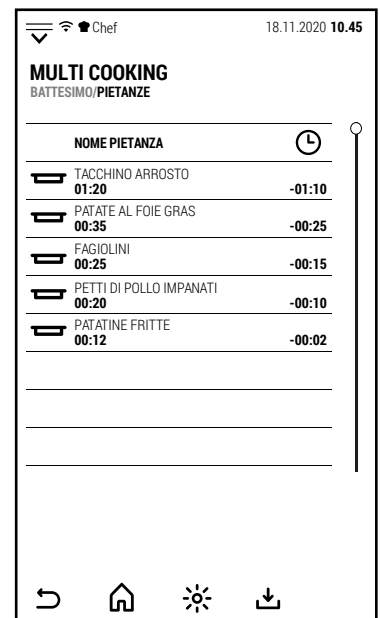 Chef 18.11.2020 10.45
MULTI COOKING
BATTESIMO/PIETANZE
NOME PIETANZA
TACCHINO ARROSTO
01:20 -01:10
PATATE AL FOIE GRAS
00:35 -00:25
FAGIOLINI
00:25 -00:15
PETTI DI POLLO IMPANATI
00:20 -00:10
PATATINE FRITTE
00:12 -00:02